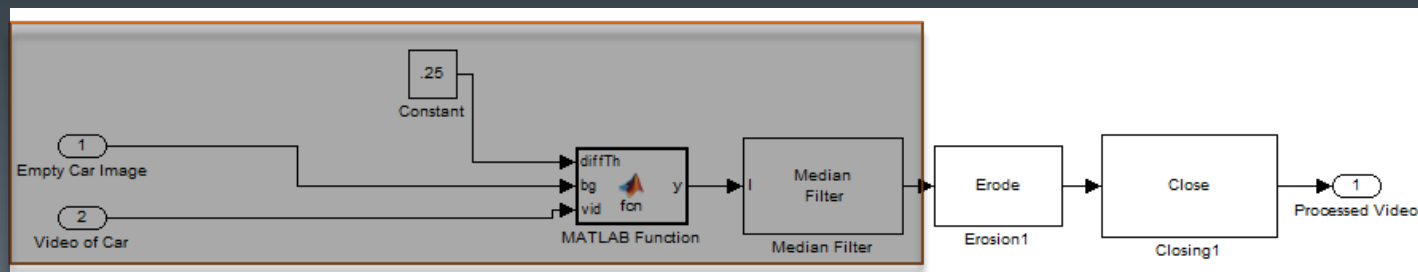 .25
Constant
1
Empty Car Image
2
Video of Car
diffTh
bg
vid
fcn
y
MATLAB Function
I
Median
Filter
Median Filter
Erode
Erosion1
Close
Closing1
1
Processed Video